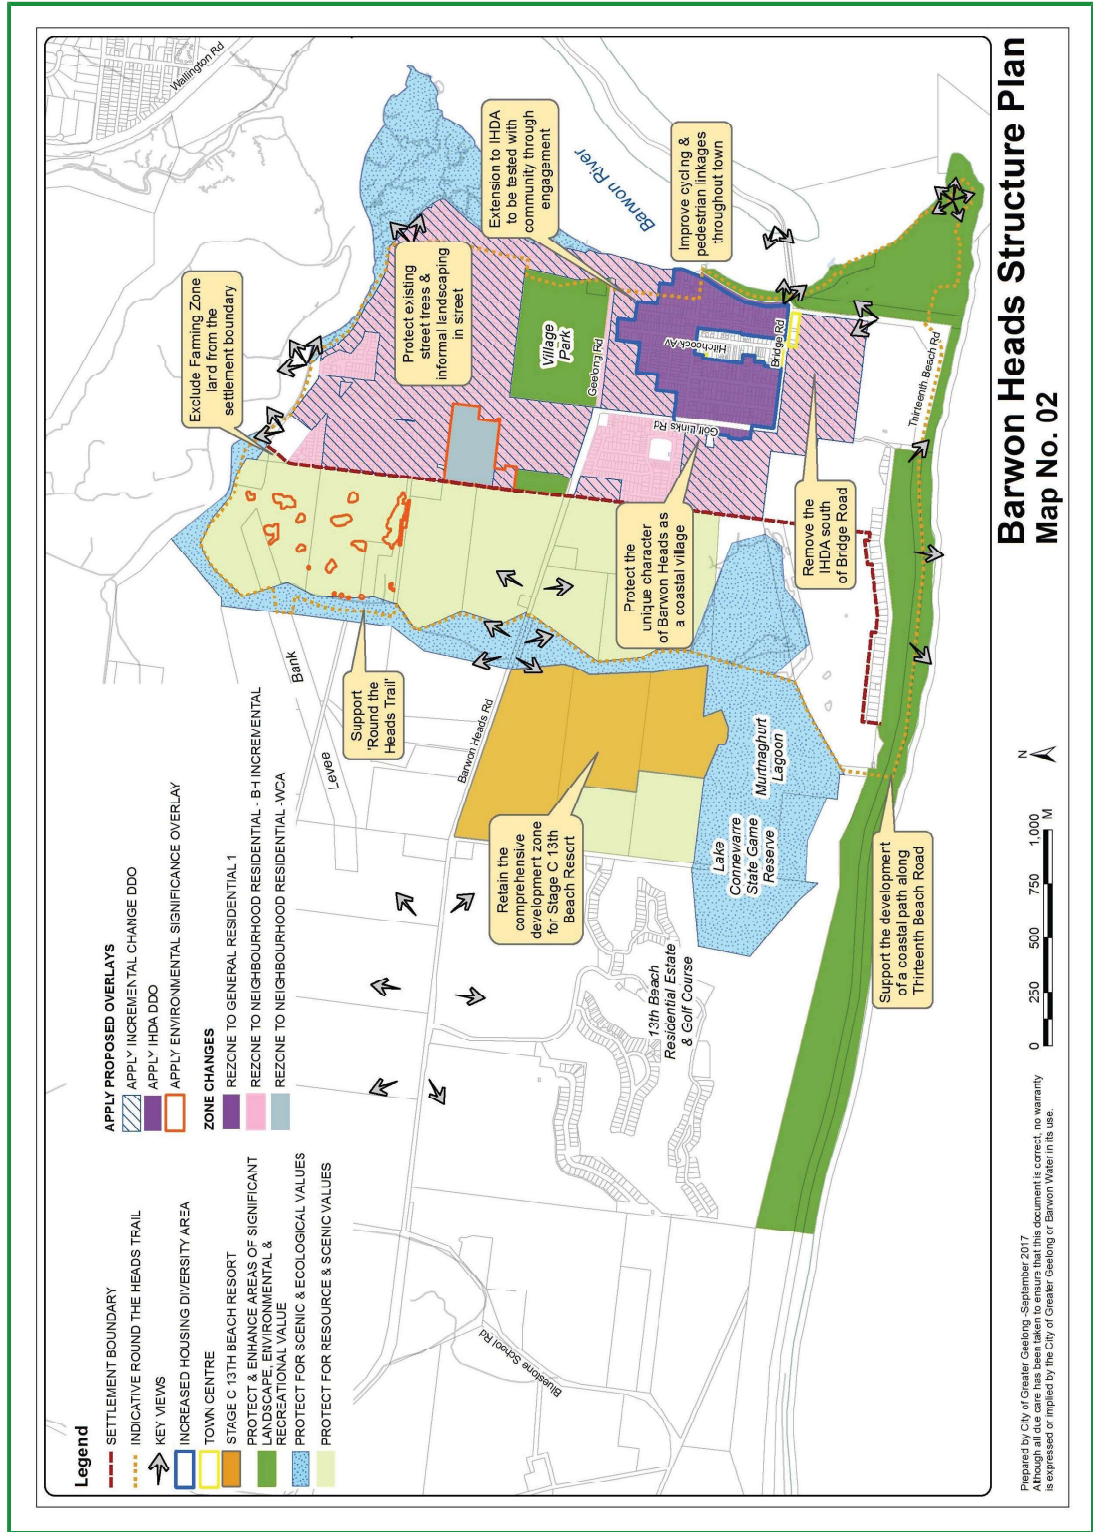 Barwon Heads Structure Plan
Map No. 02
Wallington Rd
Exclude Farming Zone
land from the
settlement boundary
Protect existing
street trees &
informal landscaping
in street
Extension to IHDA
to be tested with
community through
engagement
Barwon River
Improve cycling &
pedestrian linkages
throughout town
Village
Park
Geelong Rd
Hitchcock Av
Bridge Rd
Golf Links Rd
Thirteenth Beach Rd
Protect the
unique character
of Barwon Heads as
a coastal village
Remove the
IHDA south
of Bridge Road
Bank
Levee
Support
'Round the
Heads Trail'
Barwon Heads Rd
Retain the
comprehensive
development zone
for Stage C 13th
Beach Resort
Lake
Connewarre
State Game
Reserve
Murtnaghurt
Lagoon
13th Beach
Residential Estate
& Golf Course
Support the development
of a coastal path along
Thirteenth Beach Road
Bluestone School Rd
Legend
SETTLEMENT BOUNDARY
INDICATIVE ROUND THE HEADS TRAIL
KEY VIEWS
INCREASED HOUSING DIVERSITY AREA
TOWN CENTRE
STAGE C 13TH BEACH RESORT
PROTECT & ENHANCE AREAS OF SIGNIFICANT
LANDSCAPE, ENVIRONMENTAL &
RECREATIONAL VALUE
PROTECT FOR SCENIC & ECOLOGICAL VALUES
PROTECT FOR RESOURCE & SCENIC VALUES
APPLY PROPOSED OVERLAYS
APPLY INCREMENTAL CHANGE DDO
APPLY IHDA DDO
APPLY ENVIRONMENTAL SIGNIFICANCE OVERLAY
ZONE CHANGES
REZONE TO GENERAL RESIDENTIAL 1
REZONE TO NEIGHBOURHOOD RESIDENTIAL - BH INCREMENTAL
REZONE TO NEIGHBOURHOOD RESIDENTIAL -WCA
N
0 250 500 750 1,000
M
Prepared by City of Greater Geelong -September 2017
Although all due care has been taken to ensure that this document is correct, no warranty
is expressed or implied by the City of Greater Geelong or Barwon Water in its use.